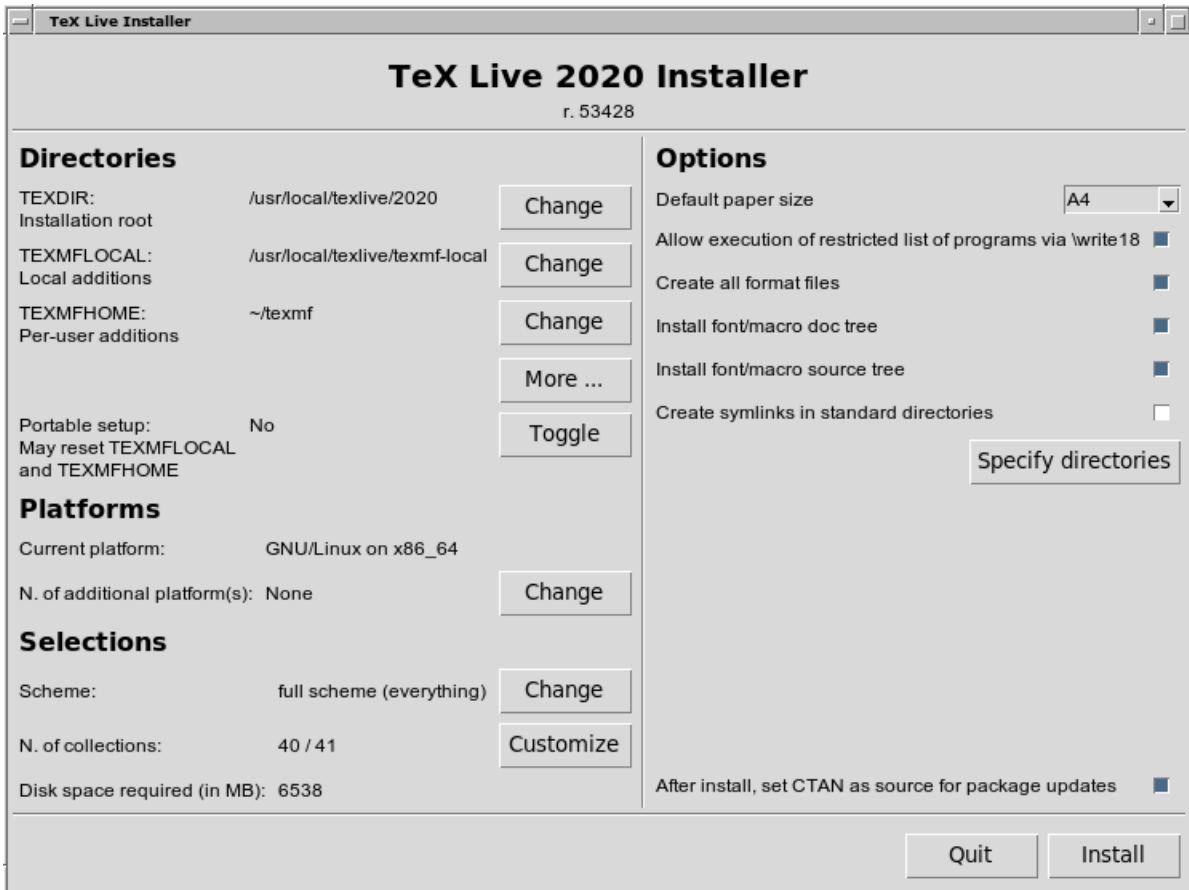 TeX Live Installer
TeX Live 2020 Installer
r. 53428
Directories
TEXDIR: /usr/local/texlive/2020 Change
Installation root
TEXMFLOCAL: /usr/local/texlive/texmf-local Change
Local additions
TEXMFHOME: ~/texmf Change
Per-user additions
More ...
Portable setup: No Toggle
May reset TEXMFLOCAL
and TEXMFHOME
Platforms
Current platform: GNU/Linux on x86_64
N. of additional platform(s): None Change
Selections
Scheme: full scheme (everything) Change
N. of collections: 40 / 41 Customize
Disk space required (in MB): 6538
Options
Default paper size A4
Allow execution of restricted list of programs via \write18
Create all format files
Install font/macro doc tree
Install font/macro source tree
Create symlinks in standard directories
Specify directories
After install, set CTAN as source for package updates
Quit Install